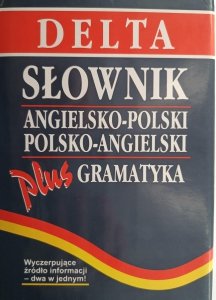 DELTA
SŁOWNIK
ANGIELSKO-POLSKI
POLSKO-ANGIELSKI
plus GRAMATYKA
Wyczerpujące
źródło informacji
– dwa w jednym!